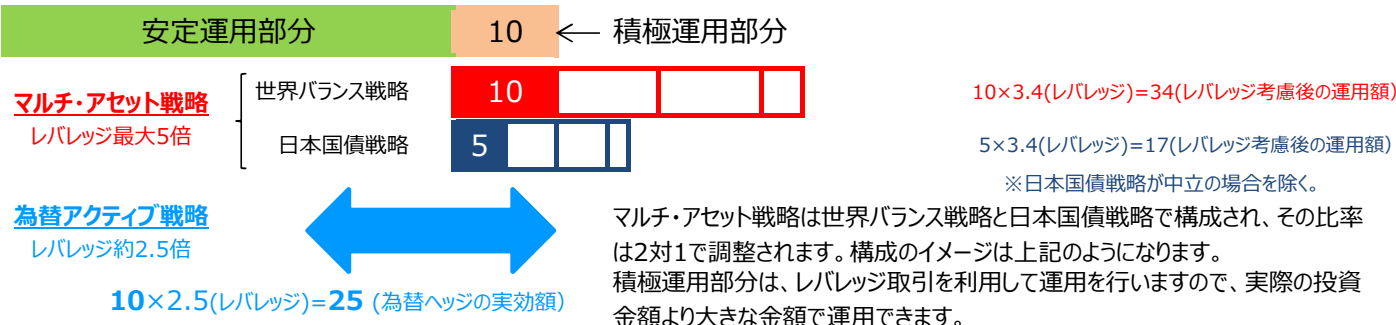 安定運用部分
10
← 積極運用部分
マルチ・アセット戦略
レバレッジ最大5倍
世界バランス戦略
10
10×3.4(レバレッジ)=34(レバレッジ考慮後の運用額)
日本国債戦略
5
5×3.4(レバレッジ)=17(レバレッジ考慮後の運用額)
※日本国債戦略が中立の場合を除く。
為替アクティブ戦略
レバレッジ約2.5倍
10×2.5(レバレッジ)=25 (為替ヘッジの実効額)
マルチ・アセット戦略は世界バランス戦略と日本国債戦略で構成され、その比率
は2対1で調整されます。構成のイメージは上記のようになります。
積極運用部分は、レバレッジ取引を利用して運用を行いますので、実際の投資
金額より大きな金額で運用できます。